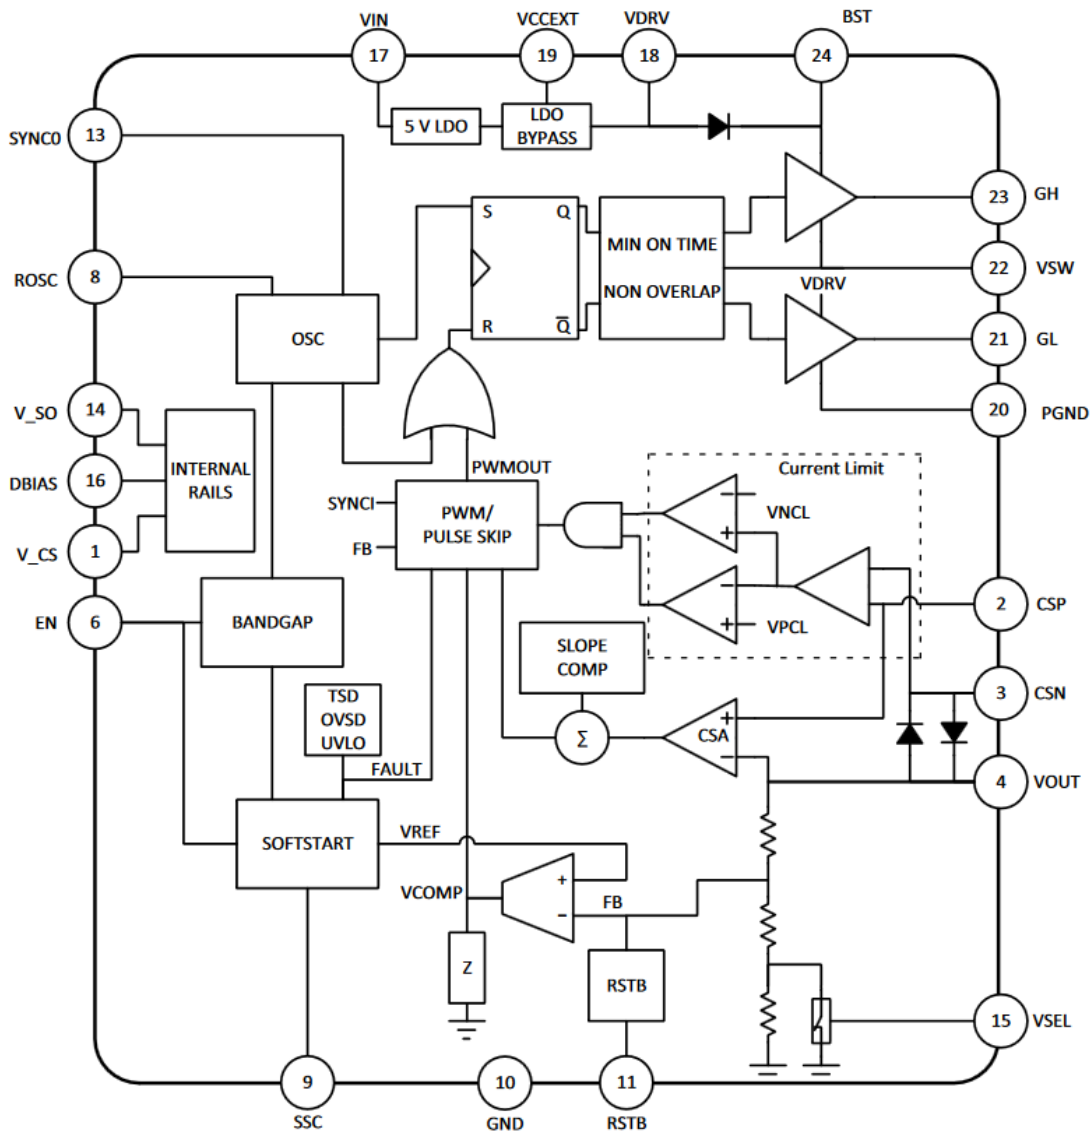 VIN
VCCEXT
VDRV
BST
17
19
18
24
SYNC0
13
5 V LDO
LDO
BYPASS
S
Q
MIN ON TIME
23
GH
ROSC
8
22
VSW
NON OVERLAP
VDRV
OSC
R
Q̅
21
GL
V_SO
14
20
PGND
INTERNAL
RAILS
DBIAS
16
PWMOUT
Current Limit
SYNCI
PWM/
PULSE SKIP
VNCL
V_CS
1
FB
EN
6
BANDGAP
VPCL
2
CSP
SLOPE
COMP
TSD
OVSD
UVLO
3
CSN
Σ
CSA
FAULT
4
VOUT
SOFTSTART
VREF
VCOMP
FB
Z
RSTB
15
VSEL
9
10
11
SSC
GND
RSTB